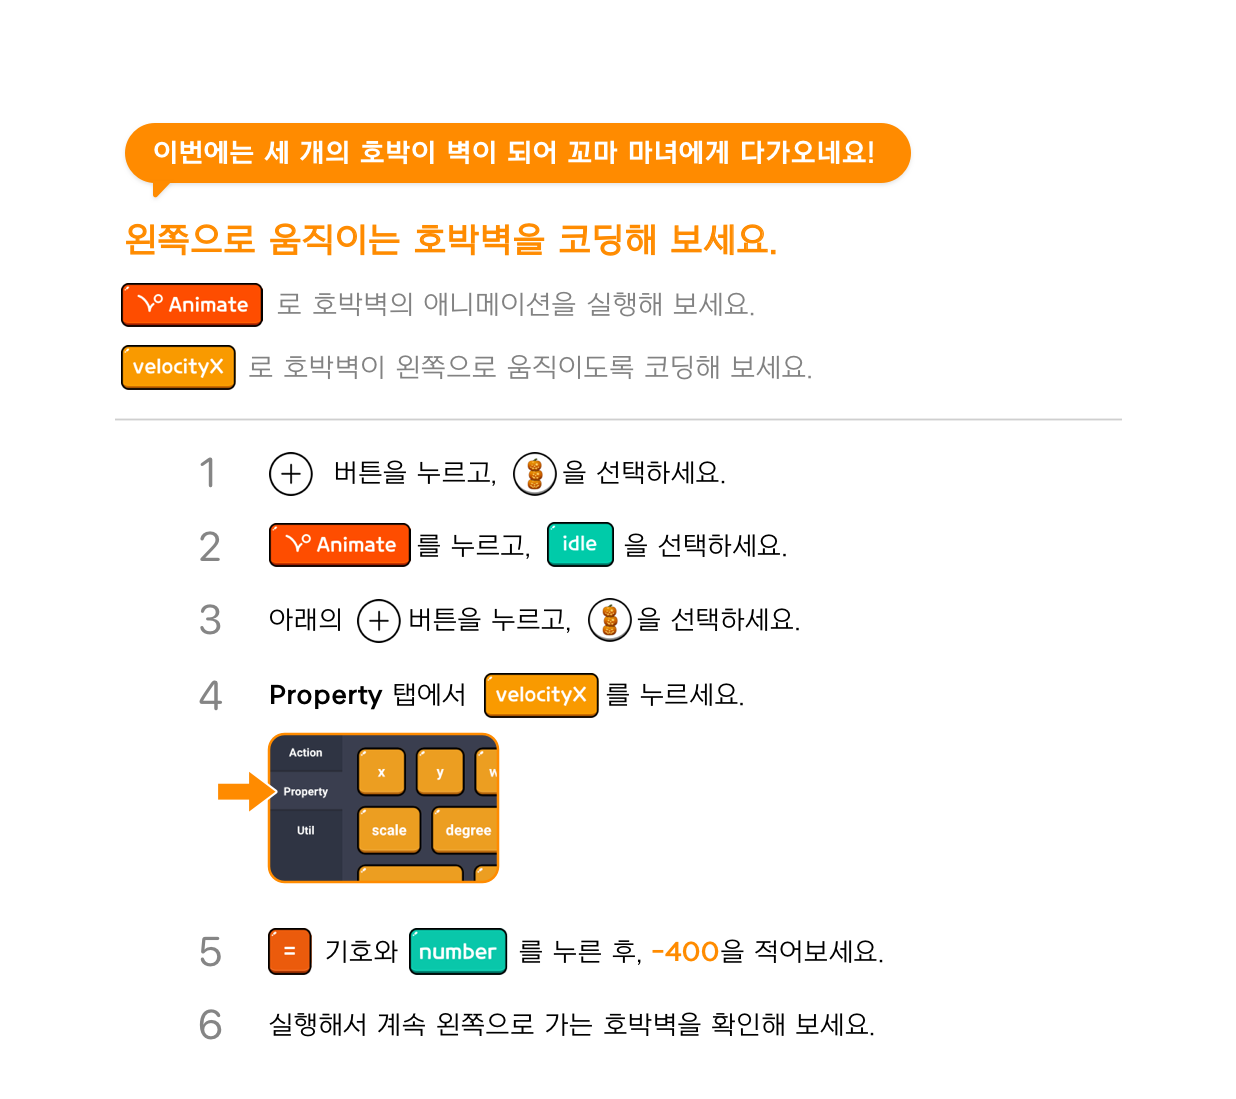 이번에는 세 개의 호박이 벽이 되어 꼬마 마녀에게 다가오네요!
왼쪽으로 움직이는 호박벽을 코딩해 보세요.
Animate 로 호박벽의 애니메이션을 실행해 보세요.
velocityX 로 호박벽이 왼쪽으로 움직이도록 코딩해 보세요.
1 + 버튼을 누르고, 을 선택하세요.
2 Animate 를 누르고, idle 을 선택하세요.
3 아래의 + 버튼을 누르고, 을 선택하세요.
4 Property 탭에서 velocityX 를 누르세요.
Action x y
Property
scale degree
Util
5 = 기호와 number 를 누른 후, -400을 적어보세요.
6 실행해서 계속 왼쪽으로 가는 호박벽을 확인해 보세요.